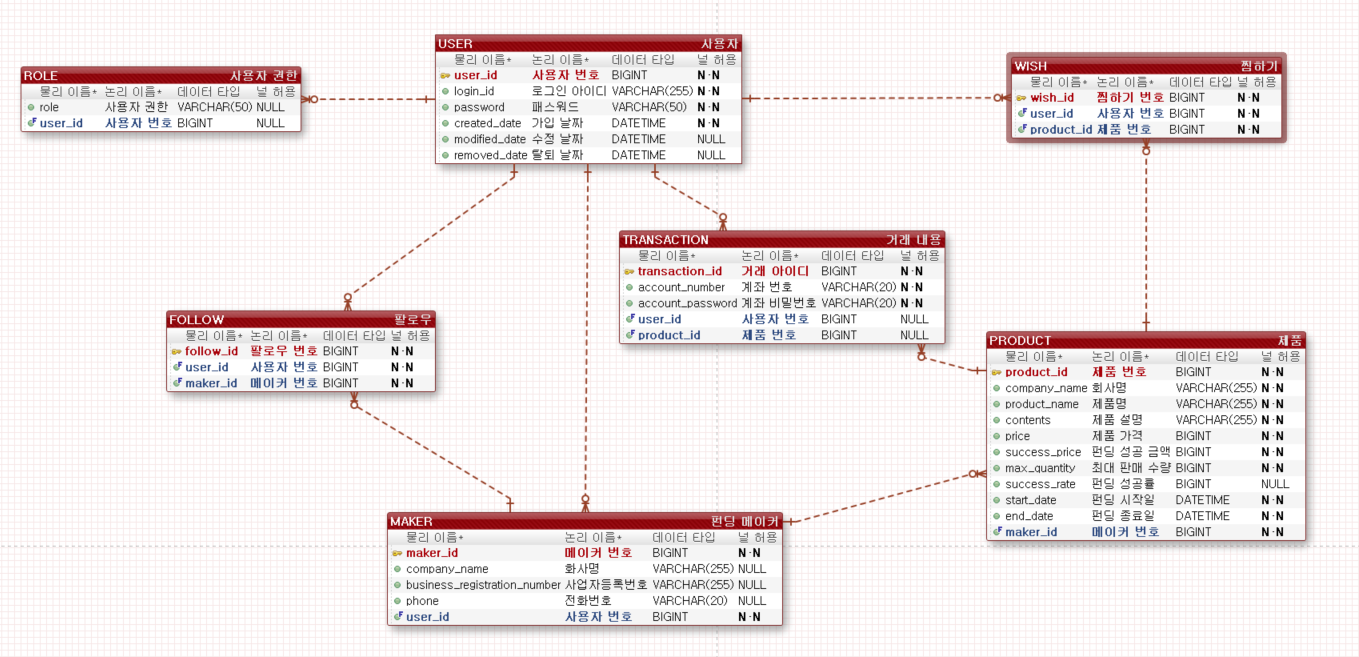 USER 사용자
물리 이름* 논리 이름* 데이터 타입 널 허용
user_id 사용자 번호 BIGINT N·N
login_id 로그인 아이디 VARCHAR(255) N·N
password 패스워드 VARCHAR(50) N·N
created_date 가입 날짜 DATETIME N·N
modified_date 수정 날짜 DATETIME NULL
removed_date 탈퇴 날짜 DATETIME NULL
ROLE 사용자 권한
물리 이름* 논리 이름* 데이터 타입 널 허용
role 사용자 권한 VARCHAR(50) NULL
user_id 사용자 번호 BIGINT NULL
WISH 찜하기
물리 이름* 논리 이름* 데이터 타입 널 허용
wish_id 찜하기 번호 BIGINT N·N
user_id 사용자 번호 BIGINT N·N
product_id 제품 번호 BIGINT N·N
TRANSACTION 거래 내용
물리 이름* 논리 이름* 데이터 타입 널 허용
transaction_id 거래 아이디 BIGINT N·N
account_number 계좌 번호 VARCHAR(20) N·N
account_password 계좌 비밀번호 VARCHAR(20) N·N
user_id 사용자 번호 BIGINT NULL
product_id 제품 번호 BIGINT NULL
FOLLOW 팔로우
물리 이름* 논리 이름* 데이터 타입 널 허용
follow_id 팔로우 번호 BIGINT N·N
user_id 사용자 번호 BIGINT N·N
maker_id 메이커 번호 BIGINT N·N
PRODUCT 제품
물리 이름* 논리 이름* 데이터 타입 널 허용
product_id 제품 번호 BIGINT N·N
company_name 회사명 VARCHAR(255) N·N
product_name 제품명 VARCHAR(255) N·N
contents 제품 설명 VARCHAR(255) N·N
price 제품 가격 BIGINT N·N
success_price 펀딩 성공 금액 BIGINT N·N
max_quantity 최대 판매 수량 BIGINT N·N
success_rate 펀딩 성공률 BIGINT NULL
start_date 펀딩 시작일 DATETIME N·N
end_date 펀딩 종료일 DATETIME N·N
maker_id 메이커 번호 BIGINT N·N
MAKER 펀딩 메이커
물리 이름* 논리 이름* 데이터 타입 널 허용
maker_id 메이커 번호 BIGINT N·N
company_name 화사명 VARCHAR(255) NULL
business_registration_number 사업자등록번호 VARCHAR(255) NULL
phone 전화번호 VARCHAR(20) NULL
user_id 사용자 번호 BIGINT N·N